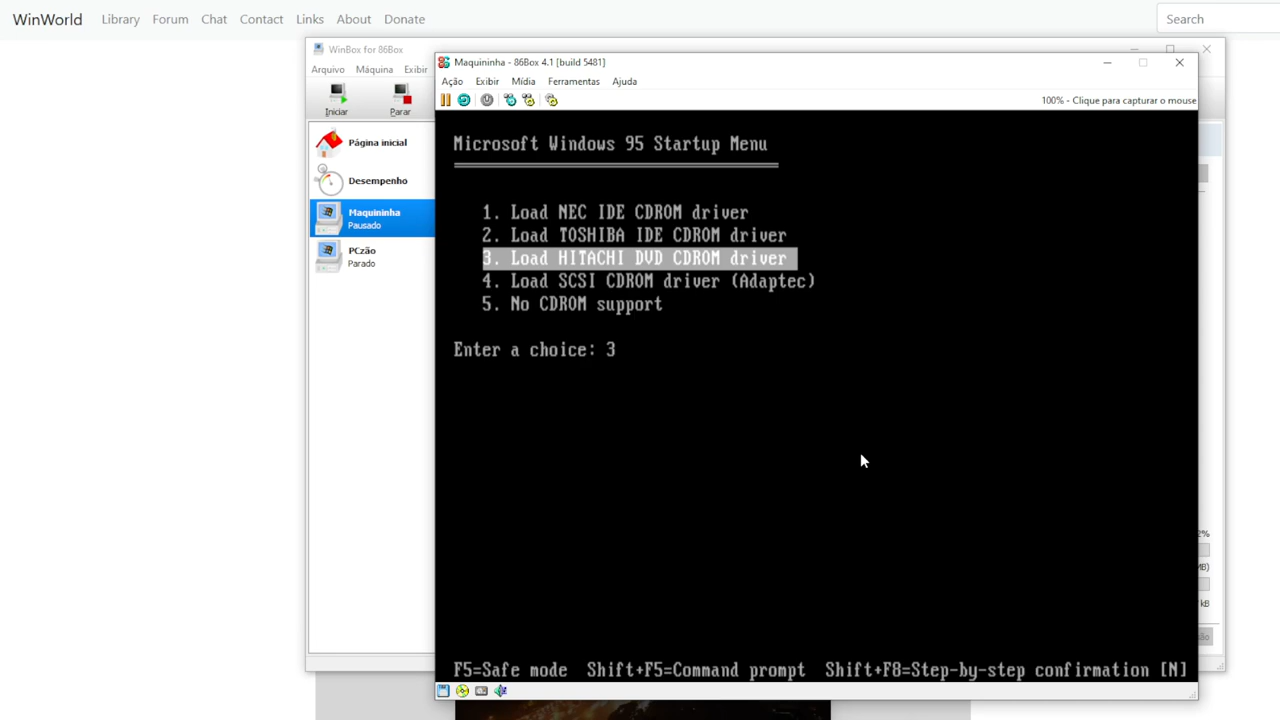 WinWorld Library Forum Chat Contact Links About Donate Search
WinBox for 86Box
Arquivo Máquina Exibir
Iniciar Parar
Página inicial
Desempenho
Maquininha
Pausado
PCzão
Parado
Maquininha - 86Box 4.1 [build 5481]
Ação Exibir Mídia Ferramentas Ajuda
100% - Clique para capturar o mouse
Microsoft Windows 95 Startup Menu
1. Load NEC IDE CDROM driver
2. Load TOSHIBA IDE CDROM driver
3. Load HITACHI DVD CDROM driver
4. Load SCSI CDROM driver (Adaptec)
5. No CDROM support
Enter a choice: 3
F5=Safe mode Shift+F5=Command prompt Shift+F8=Step-by-step confirmation [N]